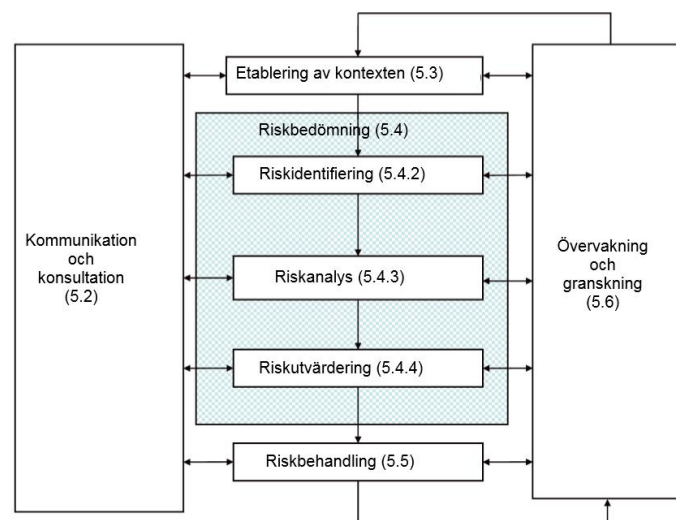 Etablering av kontexten (5.3)
Riskbedömning (5.4)
Riskidentifiering (5.4.2)
Kommunikation
och
konsultation
(5.2)
Riskanalys (5.4.3)
Övervakning
och
granskning
(5.6)
Riskutvärdering (5.4.4)
Riskbehandling (5.5)